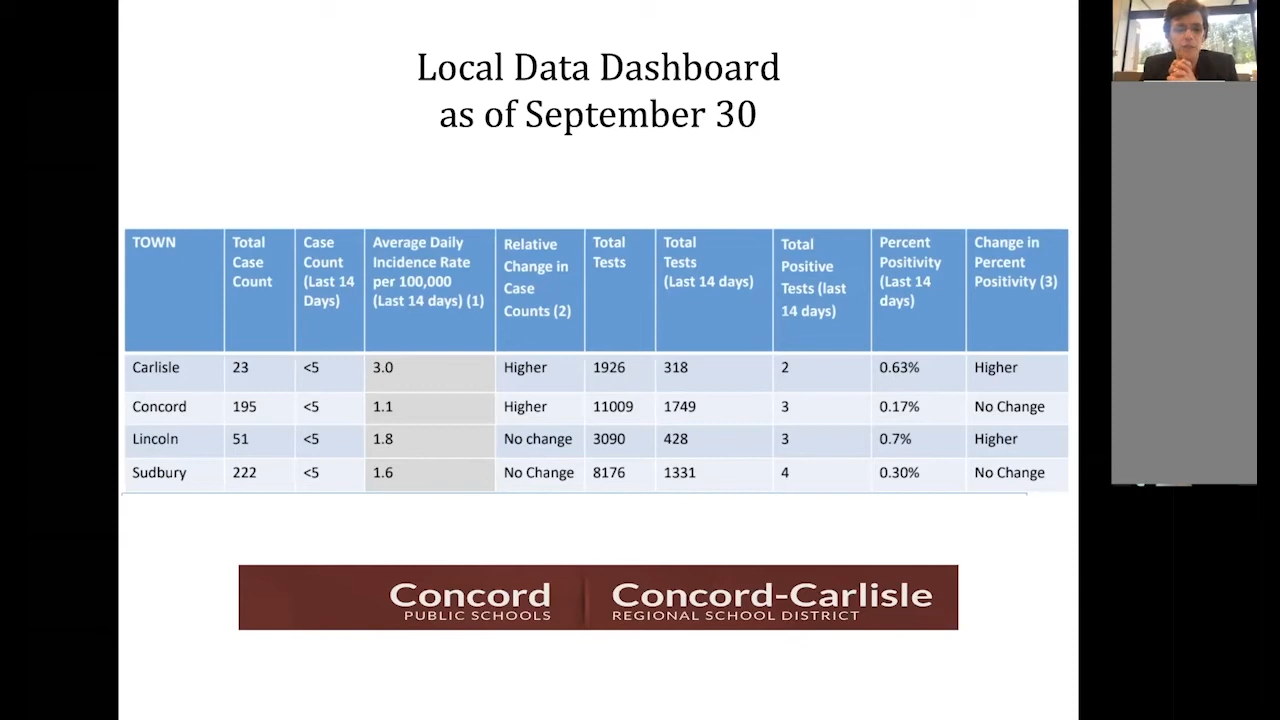 Local Data Dashboard
as of September 30
TOWN
Total
Case
Count
Case
Count
(Last 14
Days)
Average Daily
Incidence Rate
per 100,000
(Last 14 days) (1)
Relative
Change in
Case
Counts (2)
Total
Tests
Total
Tests
(Last 14 days)
Total
Positive
Tests (last
14 days)
Percent
Positivity
(Last 14
days)
Change in
Percent
Positivity (3)
Carlisle 23 <5 3.0 Higher 1926 318 2 0.63% Higher
Concord 195 <5 1.1 Higher 11009 1749 3 0.17% No Change
Lincoln 51 <5 1.8 No change 3090 428 3 0.7% Higher
Sudbury 222 <5 1.6 No Change 8176 1331 4 0.30% No Change
Concord
PUBLIC SCHOOLS
Concord-Carlisle
REGIONAL SCHOOL DISTRICT